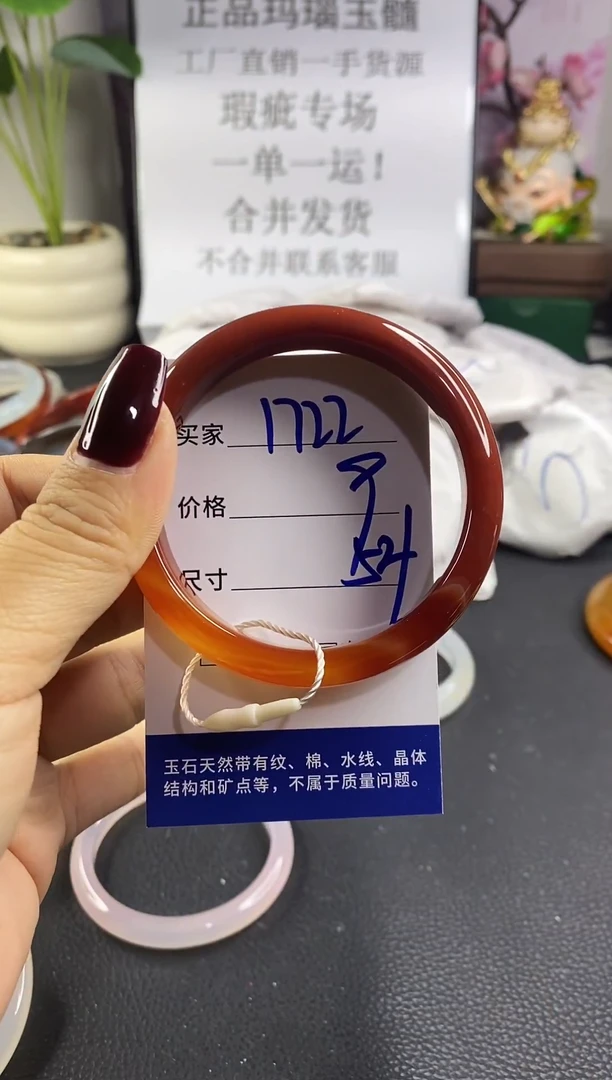 正品玛瑙玉髓
工厂直销一手货源
瑕疵专场
一单一运！
合并发货
不合并联系客服
买家 1722
价格
尺寸 54
玉石天然带有纹、棉、水线、晶体
结构和矿点等，不属于质量问题。